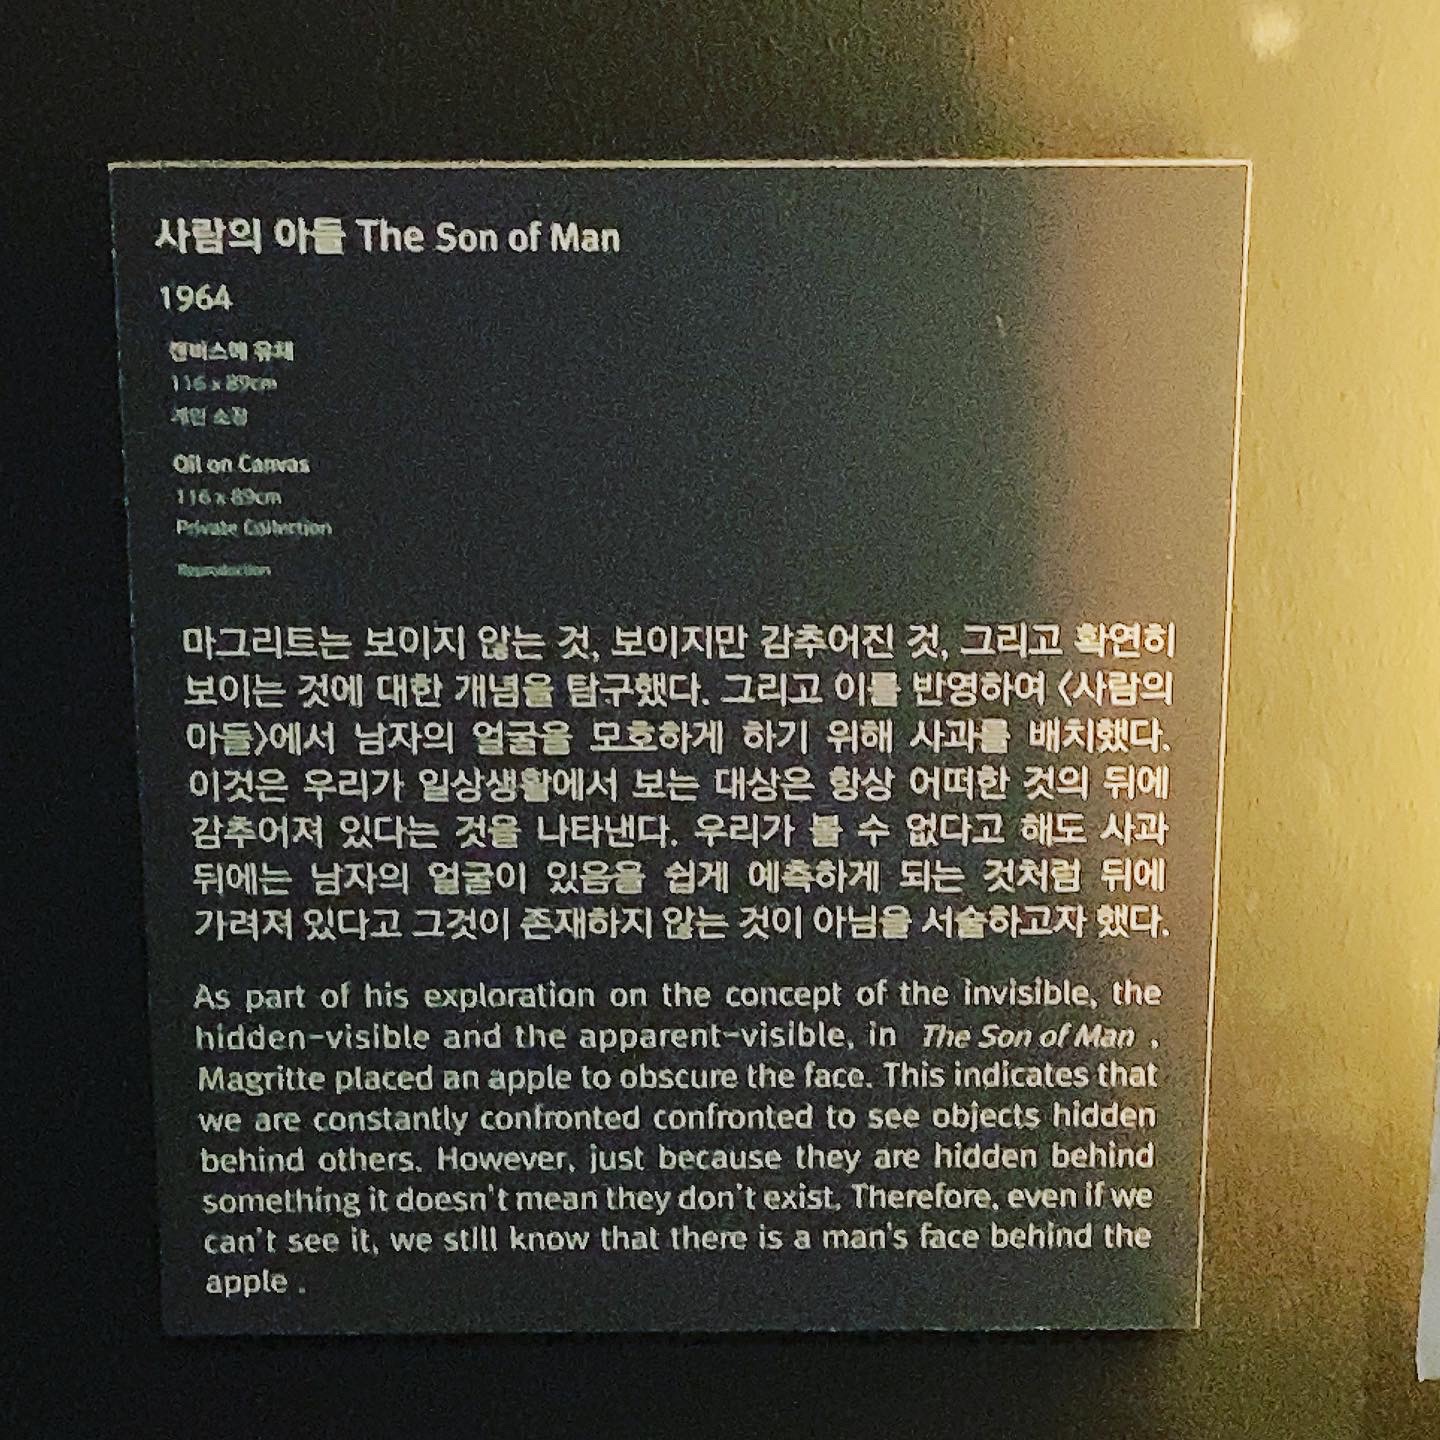 사람의 아들 The Son of Man
1964
캔버스에 유채
116 x 89cm
개인 소장
Oil on Canvas
116 x 89cm
Private Collection
Reproduction
마그리트는 보이지 않는 것, 보이지만 감추어진 것, 그리고 확연히
보이는 것에 대한 개념을 탐구했다. 그리고 이를 반영하여 <사람의
아들>에서 남자의 얼굴을 모호하게 하기 위해 사과를 배치했다.
이것은 우리가 일상생활에서 보는 대상은 항상 어떠한 것의 뒤에
감추어져 있다는 것을 나타낸다. 우리가 볼 수 없다고 해도 사과
뒤에는 남자의 얼굴이 있음을 쉽게 예측하게 되는 것처럼 뒤에
가려져 있다고 그것이 존재하지 않는 것이 아님을 서술하고자 했다.
As part of his exploration on the concept of the invisible, the
hidden-visible and the apparent-visible, in The Son of Man ,
Magritte placed an apple to obscure the face. This indicates that
we are constantly confronted confronted to see objects hidden
behind others. However, just because they are hidden behind
something it doesn't mean they don't exist. Therefore, even if we
can't see it, we still know that there is a man's face behind the
apple .